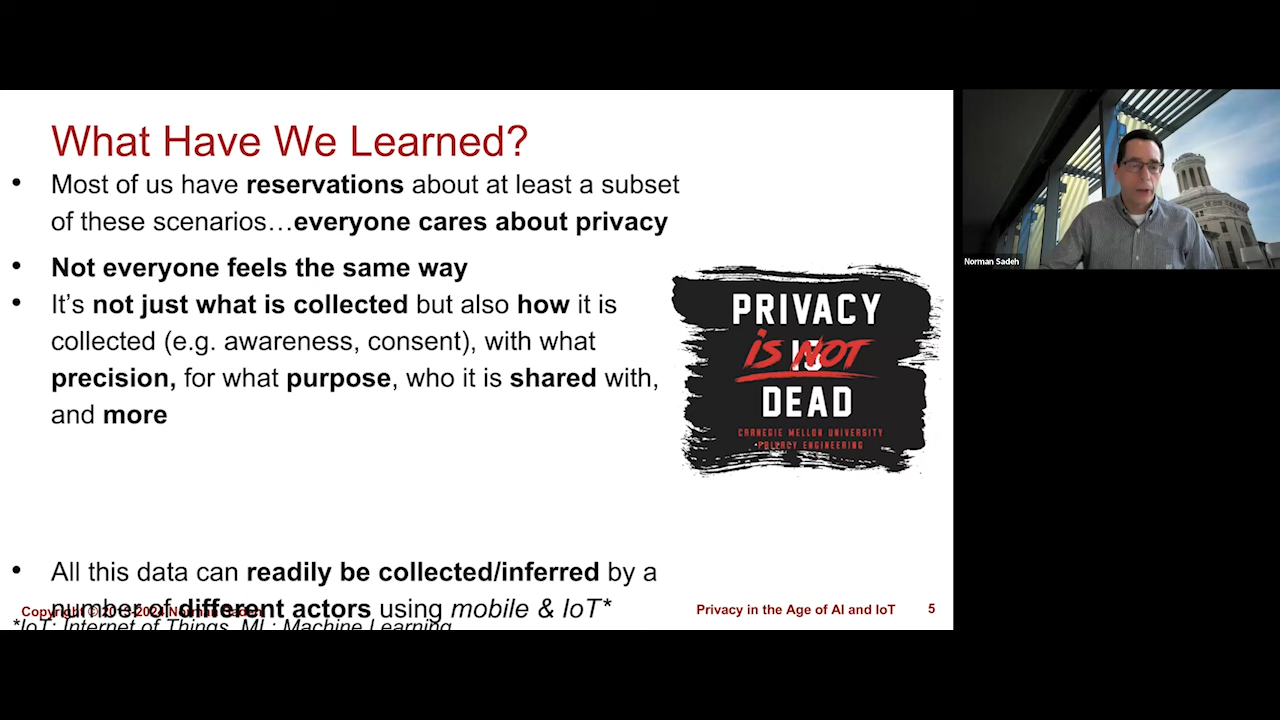 What Have We Learned?
• Most of us have reservations about at least a subset
of these scenarios…everyone cares about privacy
• Not everyone feels the same way
• It's not just what is collected but also how it is
collected (e.g. awareness, consent), with what
precision, for what purpose, who it is shared with,
and more
PRIVACY
IS NOT
DEAD
CARNEGIE MELLON UNIVERSITY
PRIVACY ENGINEERING
• All this data can readily be collected/inferred by a
number of different actors using mobile & IoT*
Copyright © 2013-2024 Norman Sadeh
Privacy in the Age of AI and IoT 5
*IoT: Internet of Things, ML: Machine Learning
Norman Sadeh